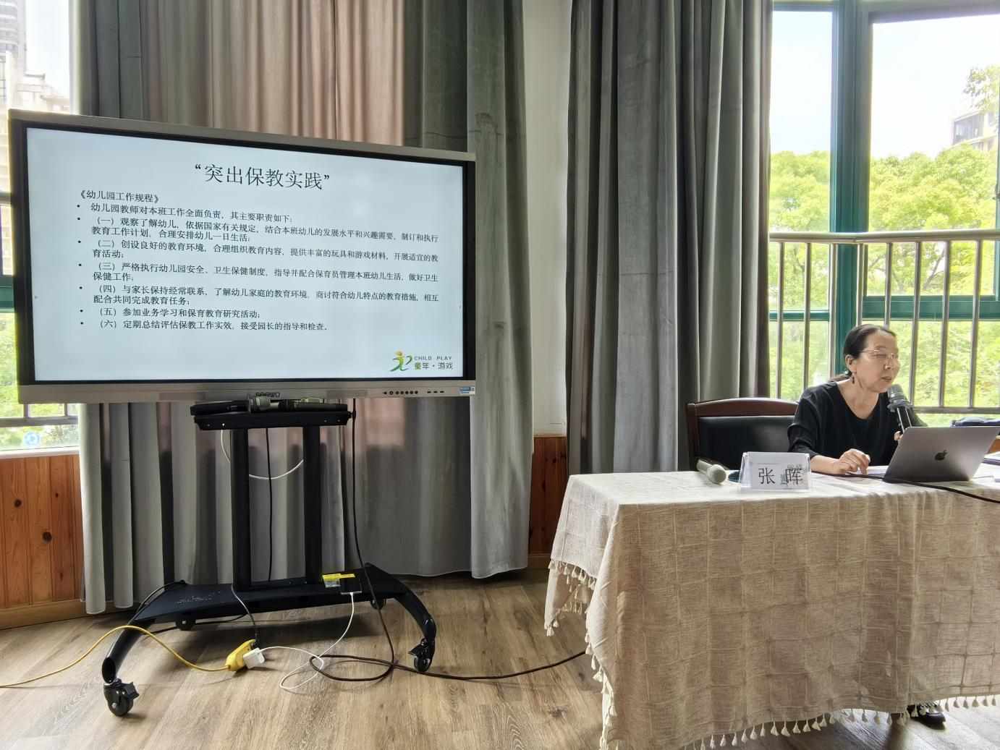 “突出保教实践”
《幼儿园工作规程》
• 幼儿园教师对本班工作全面负责，其主要职责如下：
• （一）观察了解幼儿，依据国家有关规定，结合本班幼儿的发展水平和兴趣需要，制订和执行
教育工作计划，合理安排幼儿一日生活；
• （二）创设良好的教育环境，合理组织教育内容，提供丰富的玩具和游戏材料，开展适宜的教
育活动；
• （三）严格执行幼儿园安全、卫生保健制度，指导并配合保育员管理本班幼儿生活，做好卫生
保健工作；
• （四）与家长保持经常联系，了解幼儿家庭的教育环境，商讨符合幼儿特点的教育措施，相互
配合共同完成教育任务；
• （五）参加业务学习和保育教育研究活动；
• （六）定期总结评估保教工作实效，接受园长的指导和检查。
CHILD PLAY
童年·游戏
seewo
张 晖